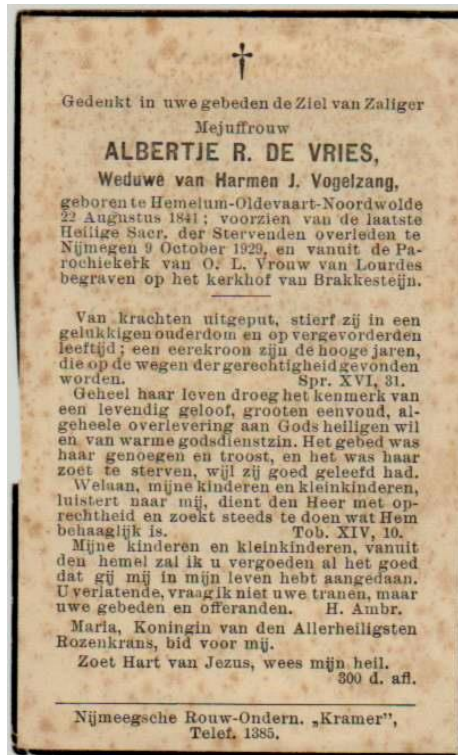 Gedenkt in uwe gebeden de Ziel van Zaliger
Mejuffrouw
ALBERTJE R. DE VRIES,
Weduwe van Harmen J. Vogelzang,
geboren te Hemelum-Oldevaart-Noordwolde
22 Augustus 1841; voorzien van de laatste
Heilige Sacr. der Stervenden overleden te
Nijmegen 9 October 1929, en vanuit de Pa-
rochiekerk van O. L. Vrouw van Lourdes
begraven op het kerkhof van Brakkesteijn.
Van krachten uitgeput, stierf zij in een
gelukkigen ouderdom en op vergevorderden
leeftijd; een eerekroon zijn de hooge jaren,
die op de wegen der gerechtigheid gevonden
worden. Spr. XVI, 31.
Geheel haar leven droeg het kenmerk van
een levendig geloof, grooten eenvoud, al-
geheele overlevering aan Gods heiligen wil
en van warme godsdienstzin. Het gebed was
haar genoegen en troost, en het was haar
zoet te sterven, wijl zij goed geleefd had.
Welaan, mijne kinderen en kleinkinderen,
luistert naar mij, dient den Heer met op-
rechtheid en zoekt steeds te doen wat Hem
behaaglijk is. Tob. XIV, 10.
Mijne kinderen en kleinkinderen, vanuit
den hemel zal ik u vergoeden al het goed
dat gij mij in mijn leven hebt aangedaan.
U verlatende, vraag ik niet uwe tranen, maar
uwe gebeden en offeranden. H. Ambr.
Maria, Koningin van den Allerheiligsten
Rozenkrans, bid voor mij.
Zoet Hart van Jezus, wees mijn heil.
300 d. afl.
Nijmeegsche Rouw-Ondern. „Kramer”,
Telef. 1385.